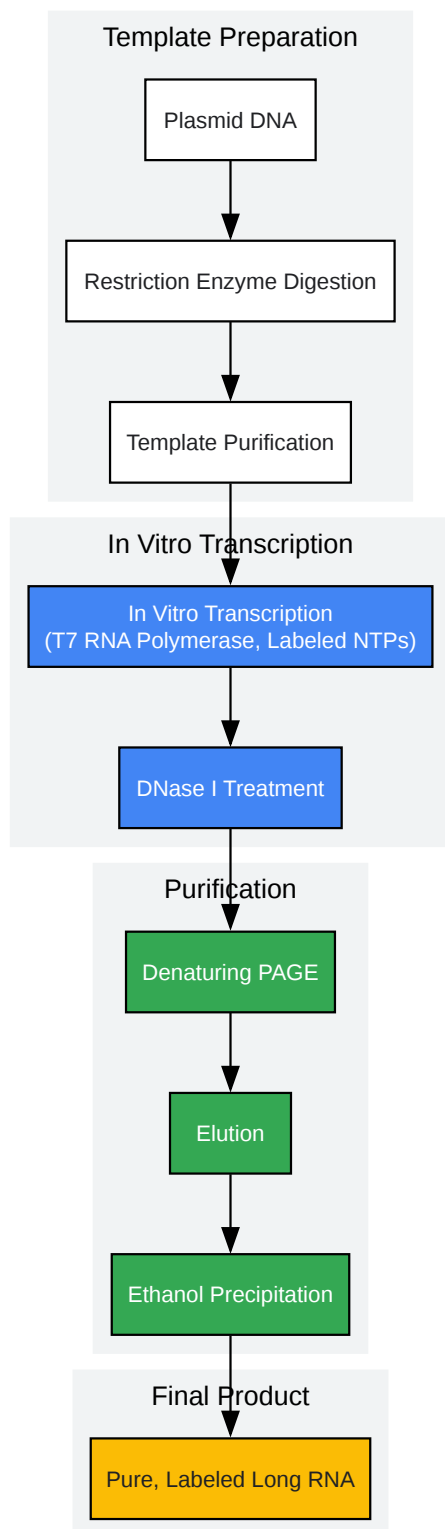 Template Preparation
Plasmid DNA
Restriction Enzyme Digestion
Template Purification
In Vitro Transcription
In Vitro Transcription
(T7 RNA Polymerase, Labeled NTPs)
DNase I Treatment
Purification
Denaturing PAGE
Elution
Ethanol Precipitation
Final Product
Pure, Labeled Long RNA